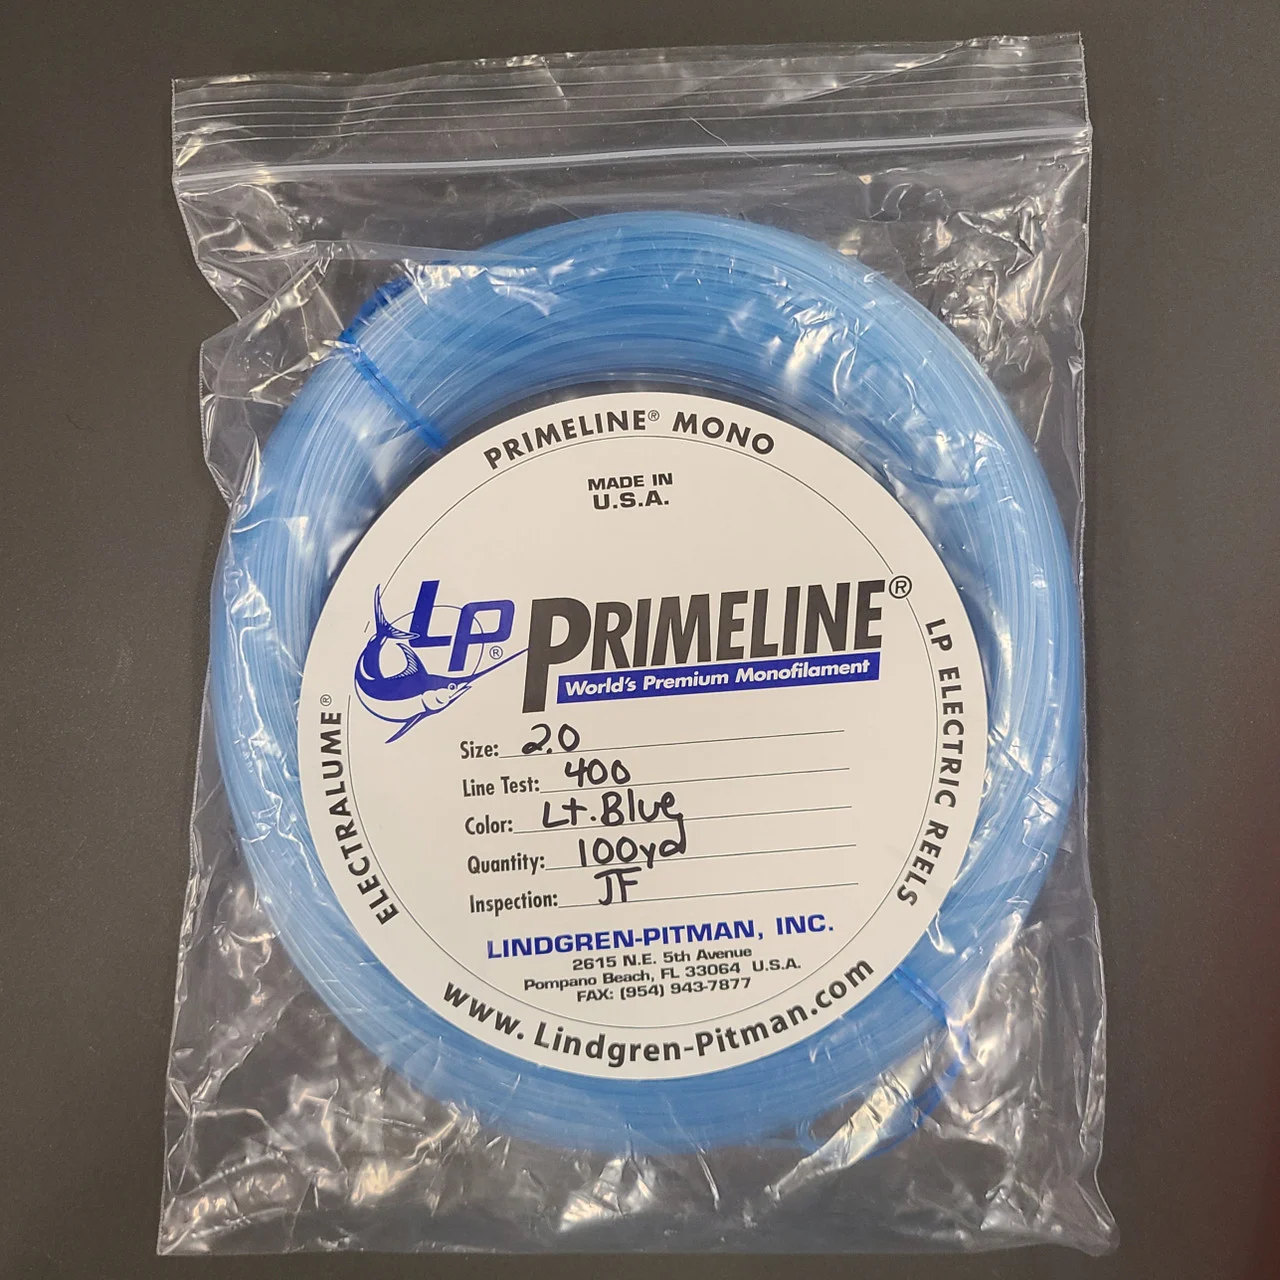 PRIMELINE® MONO
MADE IN
U.S.A.
LP®
PRIMELINE®
World's Premium Monofilament
ELECTRALUME®
LP ELECTRIC REELS
Size: 2.0
Line Test: 400
Color: Lt. Blue
Quantity: 100yd
Inspection: JF
LINDGREN-PITMAN, INC.
2615 N.E. 5th Avenue
Pompano Beach, FL 33064 U.S.A.
FAX: (954) 943-7877
www.Lindgren-Pitman.com